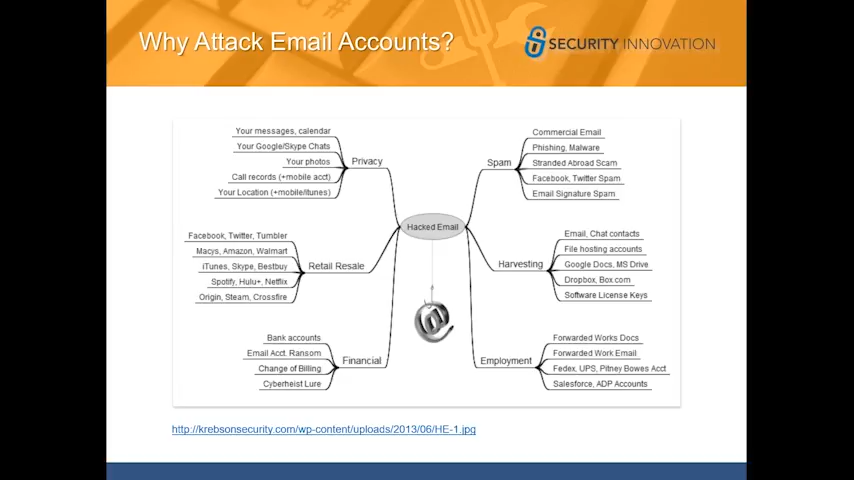 Why Attack Email Accounts?
SECURITY INNOVATION
Your messages, calendar
Your Google/Skype Chats
Your photos
Call records (+mobile acct)
Your Location (+mobile/itunes)
Privacy
Commercial Email
Phishing, Malware
Stranded Abroad Scam
Facebook, Twitter Spam
Email Signature Spam
Spam
Hacked Email
Facebook, Twitter, Tumbler
Macys, Amazon, Walmart
iTunes, Skype, Bestbuy
Spotify, Hulu+, Netflix
Origin, Steam, Crossfire
Retail Resale
Email, Chat contacts
File hosting accounts
Google Docs, MS Drive
Dropbox, Box.com
Software License Keys
Harvesting
@
Bank accounts
Email Acct. Ransom
Change of Billing
Cyberheist Lure
Financial
Forwarded Works Docs
Forwarded Work Email
Fedex, UPS, Pitney Bowes Acct
Salesforce, ADP Accounts
Employment
http://krebsonsecurity.com/wp-content/uploads/2013/06/HE-1.jpg